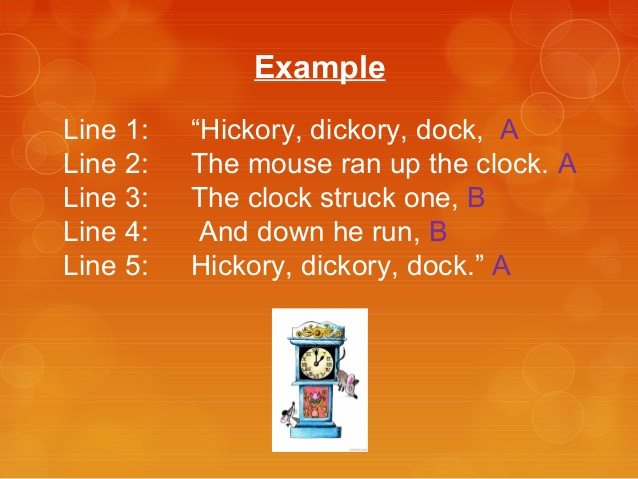 Example
Line 1: “Hickory, dickory, dock, A
Line 2: The mouse ran up the clock. A
Line 3: The clock struck one, B
Line 4: And down he run, B
Line 5: Hickory, dickory, dock.” A